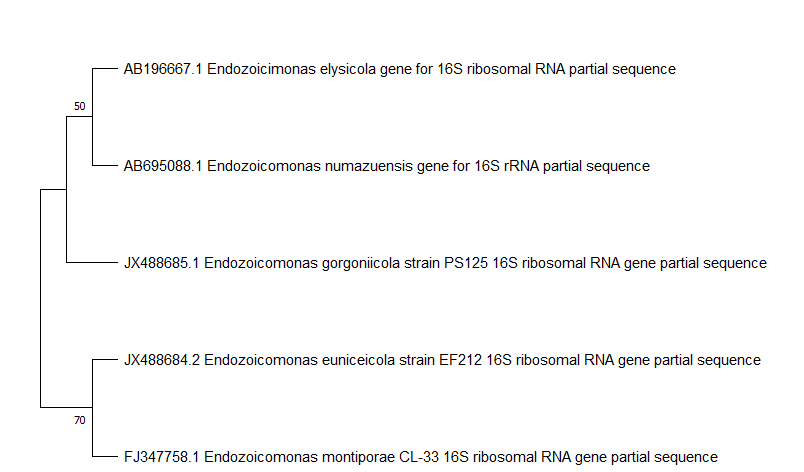 AB196667.1 Endozoicimonas elysicola gene for 16S ribosomal RNA partial sequence
50
AB695088.1 Endozoicomonas numazuensis gene for 16S rRNA partial sequence
JX488685.1 Endozoicomonas gorgoniicola strain PS125 16S ribosomal RNA gene partial sequence
JX488684.2 Endozoicomonas euniceicola strain EF212 16S ribosomal RNA gene partial sequence
70
FJ347758.1 Endozoicomonas montiporae CL-33 16S ribosomal RNA gene partial sequence